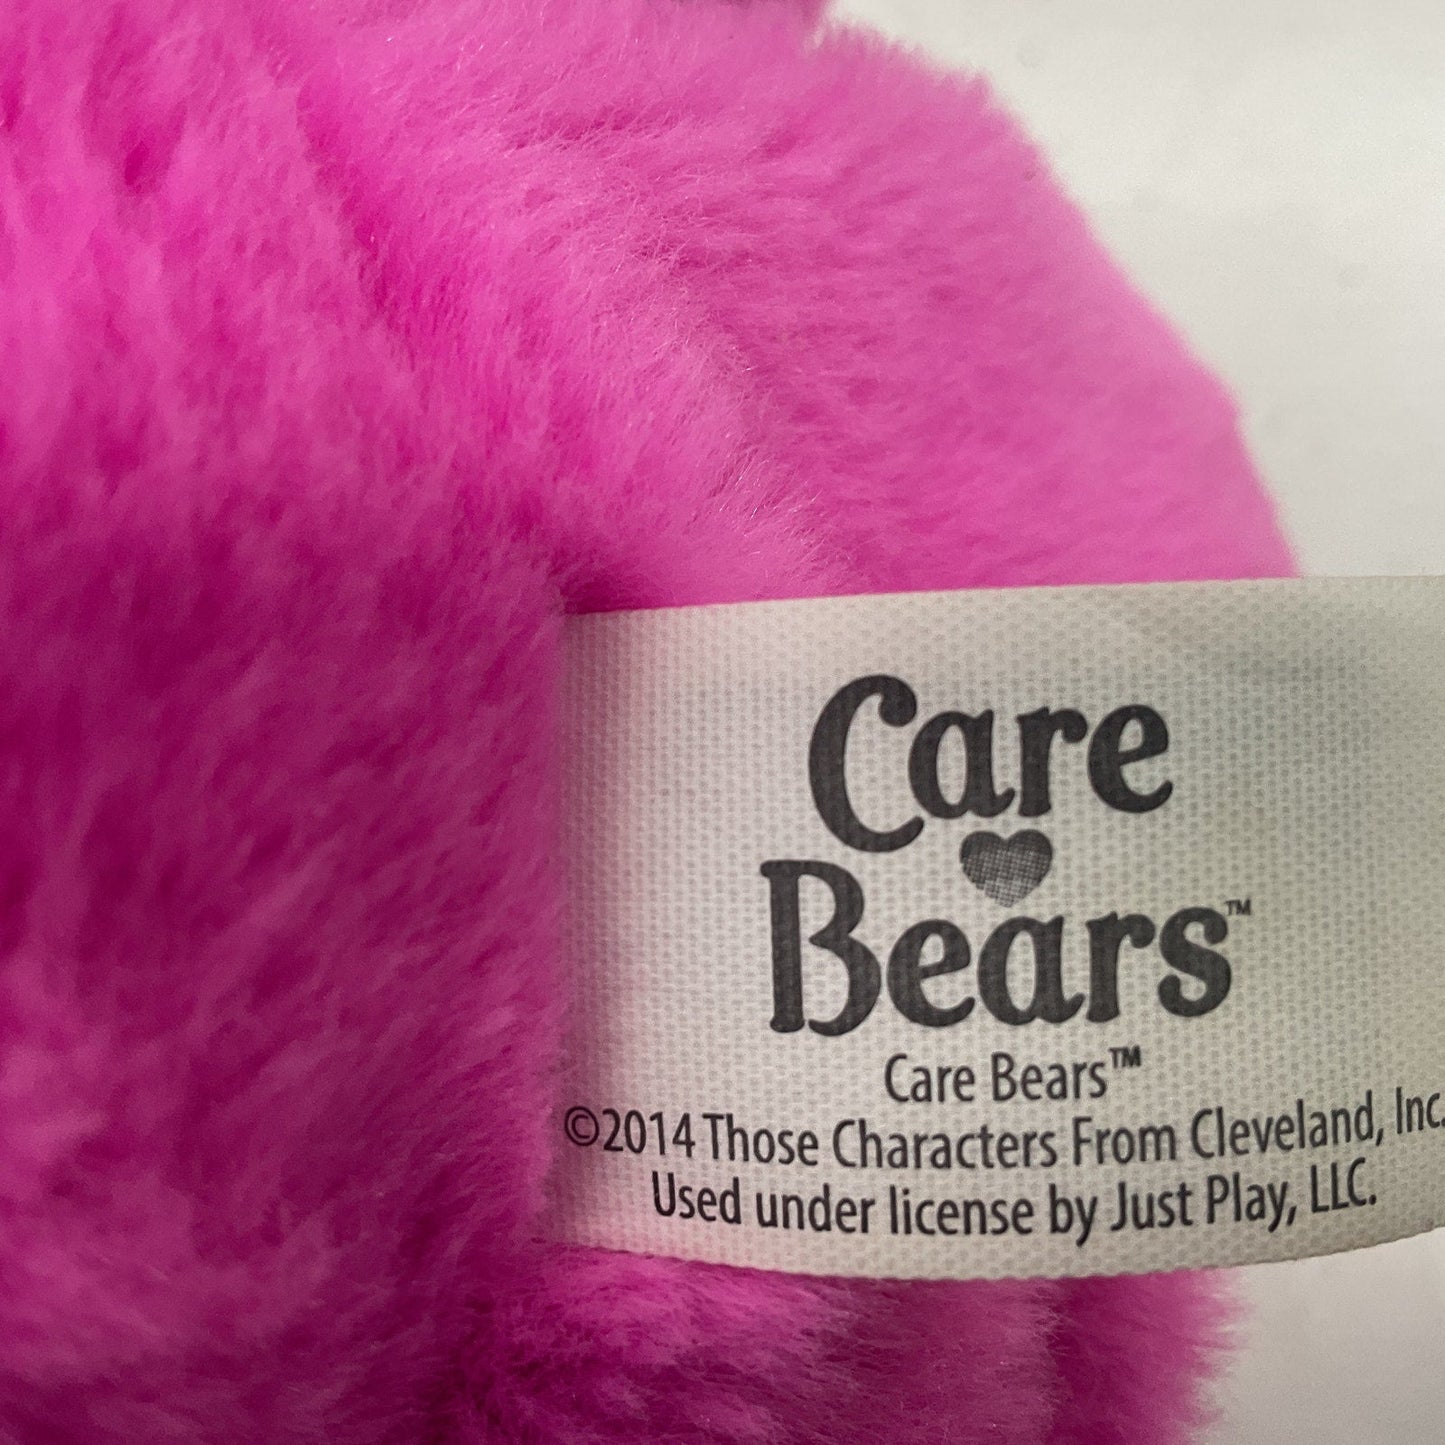 Care
Bears™
Care Bears™
©2014 Those Characters From Cleveland, Inc.
Used under license by Just Play, LLC.